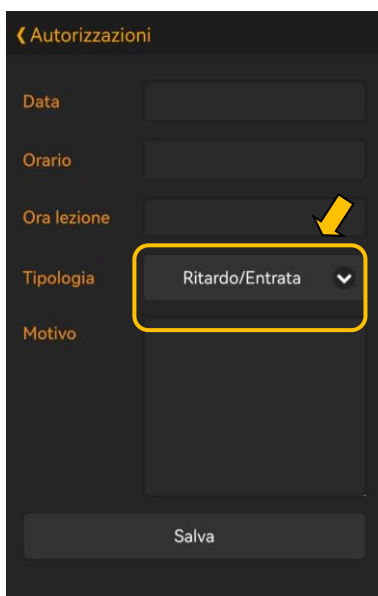 Autorizzazioni
Data
Orario
Ora lezione
Tipologia
Ritardo/Entrata
Motivo
Salva